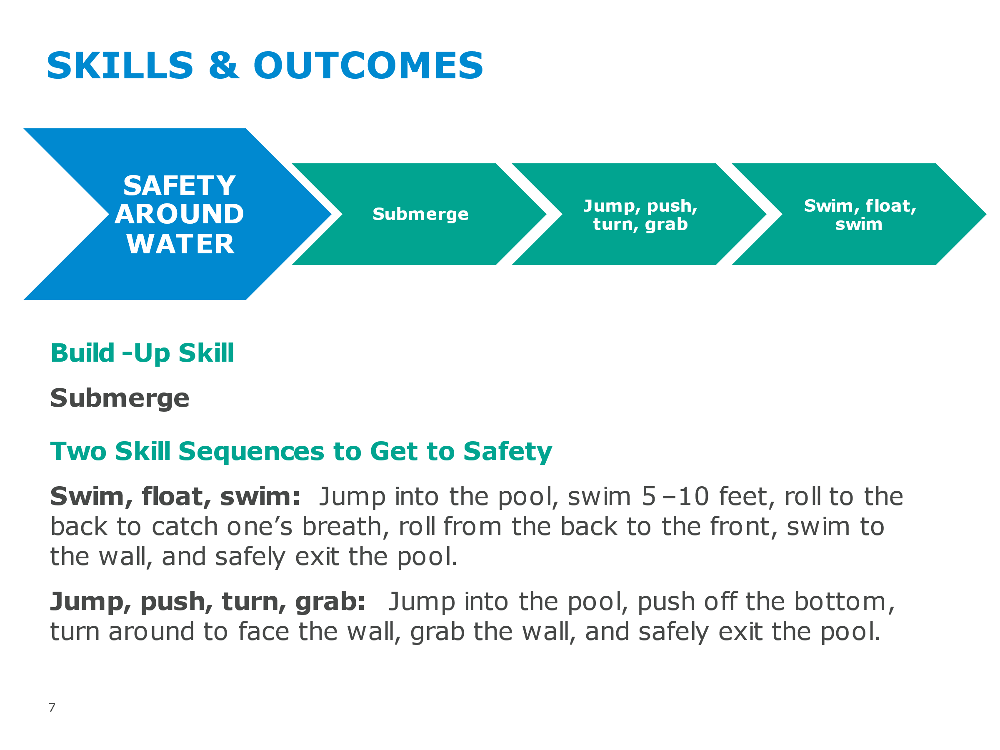 SKILLS & OUTCOMES
SAFETY
AROUND
WATER
Submerge
Jump, push,
turn, grab
Swim, float,
swim
Build -Up Skill
Submerge
Two Skill Sequences to Get to Safety
Swim, float, swim: Jump into the pool, swim 5 –10 feet, roll to the
back to catch one’s breath, roll from the back to the front, swim to
the wall, and safely exit the pool.
Jump, push, turn, grab: Jump into the pool, push off the bottom,
turn around to face the wall, grab the wall, and safely exit the pool.
7